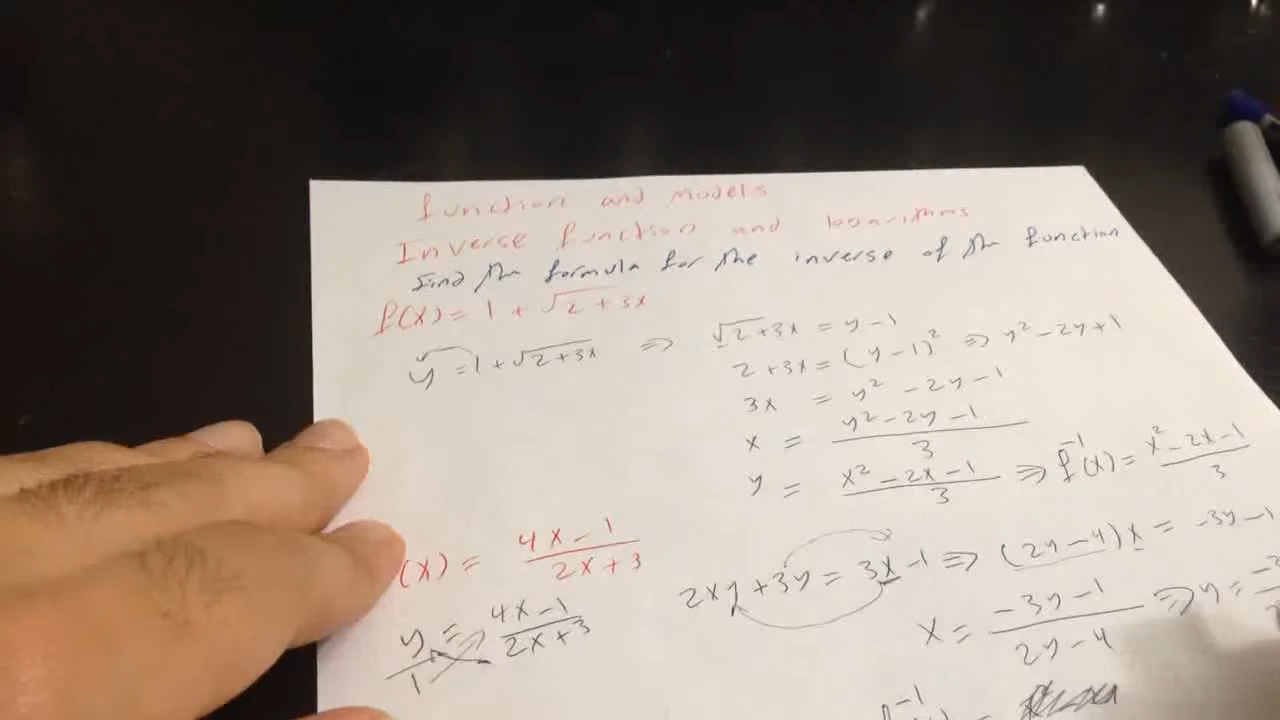 function and models
Inverse function and logarithms
find the formula for the inverse of the function
f(x) = 1 + √2 + 3x
y = 1 + √2 + 3x ⇒ √2 + 3x = y - 1
2 + 3x = (y - 1)² ⇒ y² - 2y + 1
3x = y² - 2y - 1
x = y² - 2y - 1 / 3
y = x² - 2x - 1 / 3 ⇒ f⁻¹(x) = x² - 2x - 1 / 3
(x) = 4x - 1 / 2x + 3
y / 1 = 4x - 1 / 2x + 3
2xy + 3y = 3x - 1 ⇒ (2y - 4)x = -3y - 1
x = -3y - 1 / 2y - 4 ⇒ y =